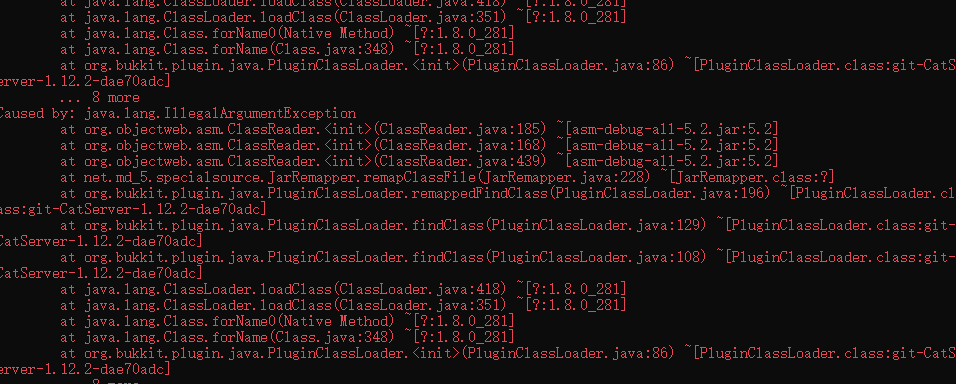 at java.lang.ClassLoader.loadClass(ClassLoader.java:418) ~[?:1.8.0_281]
at java.lang.ClassLoader.loadClass(ClassLoader.java:351) ~[?:1.8.0_281]
at java.lang.Class.forName0(Native Method) ~[?:1.8.0_281]
at java.lang.Class.forName(Class.java:348) ~[?:1.8.0_281]
at org.bukkit.plugin.java.PluginClassLoader.<init>(PluginClassLoader.java:86) ~[PluginClassLoader.class:git-CatS
erver-1.12.2-dae70adc]
... 8 more
Caused by: java.lang.IllegalArgumentException
at org.objectweb.asm.ClassReader.<init>(ClassReader.java:185) ~[asm-debug-all-5.2.jar:5.2]
at org.objectweb.asm.ClassReader.<init>(ClassReader.java:168) ~[asm-debug-all-5.2.jar:5.2]
at org.objectweb.asm.ClassReader.<init>(ClassReader.java:439) ~[asm-debug-all-5.2.jar:5.2]
at net.md_5.specialsource.JarRemapper.remapClassFile(JarRemapper.java:228) ~[JarRemapper.class:?]
at org.bukkit.plugin.java.PluginClassLoader.remappedFindClass(PluginClassLoader.java:196) ~[PluginClassLoader.cl
ass:git-CatServer-1.12.2-dae70adc]
at org.bukkit.plugin.java.PluginClassLoader.findClass(PluginClassLoader.java:129) ~[PluginClassLoader.class:git-
CatServer-1.12.2-dae70adc]
at org.bukkit.plugin.java.PluginClassLoader.findClass(PluginClassLoader.java:108) ~[PluginClassLoader.class:git-
CatServer-1.12.2-dae70adc]
at java.lang.ClassLoader.loadClass(ClassLoader.java:418) ~[?:1.8.0_281]
at java.lang.ClassLoader.loadClass(ClassLoader.java:351) ~[?:1.8.0_281]
at java.lang.Class.forName0(Native Method) ~[?:1.8.0_281]
at java.lang.Class.forName(Class.java:348) ~[?:1.8.0_281]
at org.bukkit.plugin.java.PluginClassLoader.<init>(PluginClassLoader.java:86) ~[PluginClassLoader.class:git-CatS
erver-1.12.2-dae70adc]
... 8 more